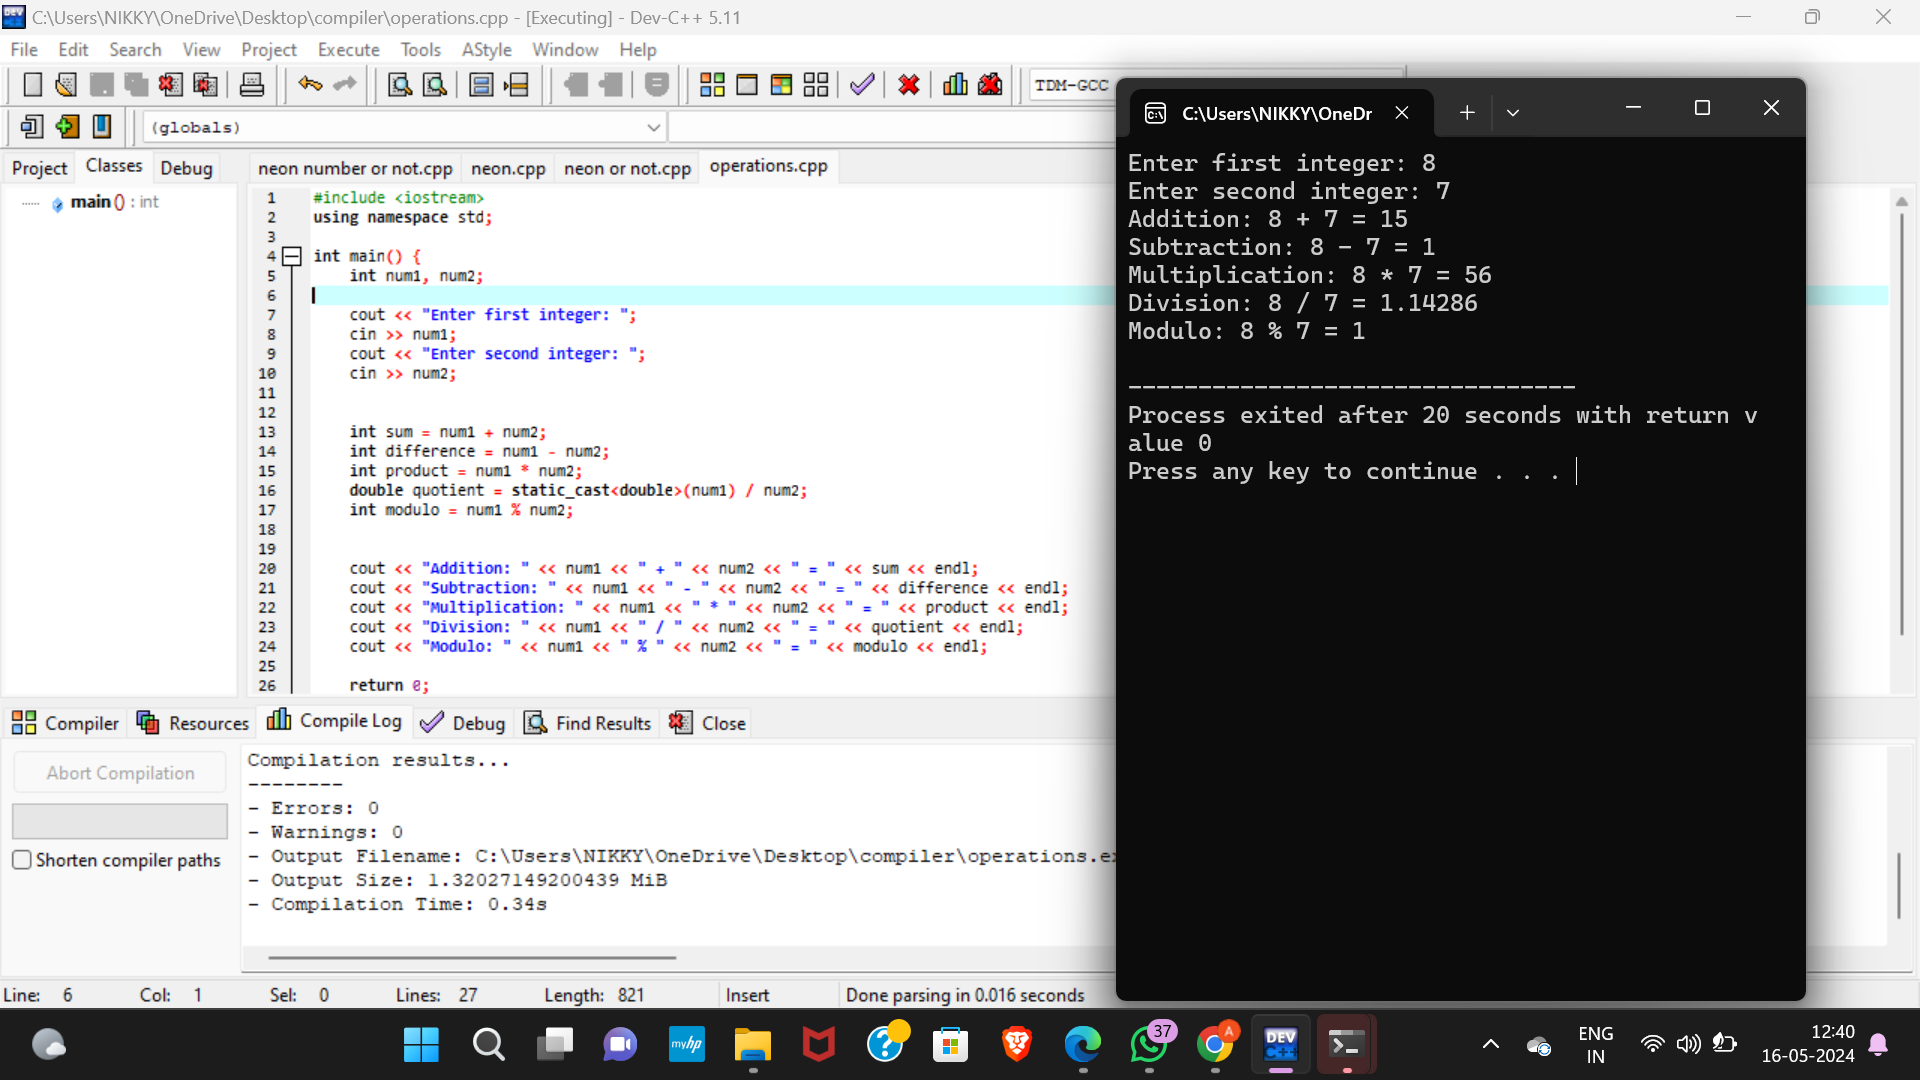 C:\Users\NIKKY\OneDrive\Desktop\compiler\operations.cpp - [Executing] - Dev-C++ 5.11
File Edit Search View Project Execute Tools AStyle Window Help
TDM-GCC
(globals)
Project Classes Debug
neon number or not.cpp neon.cpp neon or not.cpp operations.cpp
main () : int
1 #include <iostream>
2 using namespace std;
3
4 int main() {
5 int num1, num2;
6
7 cout << "Enter first integer: ";
8 cin >> num1;
9 cout << "Enter second integer: ";
10 cin >> num2;
11
12
13 int sum = num1 + num2;
14 int difference = num1 - num2;
15 int product = num1 * num2;
16 double quotient = static_cast<double>(num1) / num2;
17 int modulo = num1 % num2;
18
19
20 cout << "Addition: " << num1 << " + " << num2 << " = " << sum << endl;
21 cout << "Subtraction: " << num1 << " - " << num2 << " = " << difference << endl;
22 cout << "Multiplication: " << num1 << " * " << num2 << " = " << product << endl;
23 cout << "Division: " << num1 << " / " << num2 << " = " << quotient << endl;
24 cout << "Modulo: " << num1 << " % " << num2 << " = " << modulo << endl;
25
26 return 0;
C:\Users\NIKKY\OneDr
Enter first integer: 8
Enter second integer: 7
Addition: 8 + 7 = 15
Subtraction: 8 - 7 = 1
Multiplication: 8 * 7 = 56
Division: 8 / 7 = 1.14286
Modulo: 8 % 7 = 1
--------------------------------
Process exited after 20 seconds with return v
alue 0
Press any key to continue . . .
Compiler Resources Compile Log Debug Find Results Close
Abort Compilation
Shorten compiler paths
Compilation results...
--------
- Errors: 0
- Warnings: 0
- Output Filename: C:\Users\NIKKY\OneDrive\Desktop\compiler\operations.ex
- Output Size: 1.32027149200439 MiB
- Compilation Time: 0.34s
Line: 6 Col: 1 Sel: 0 Lines: 27 Length: 821 Insert Done parsing in 0.016 seconds
myhp
37
A
DEV C++
ENG
IN
12:40
16-05-2024